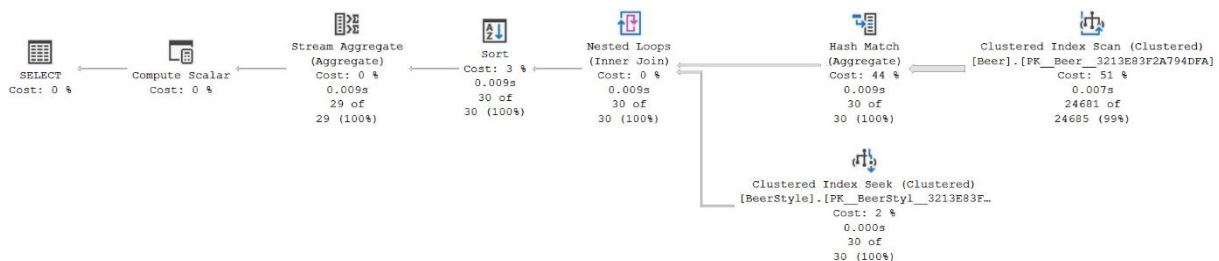 SELECT
Cost: 0 %
Compute Scalar
Cost: 0 %
Stream Aggregate
(Aggregate)
Cost: 0 %
0.009s
29 of
29 (100%)
Sort
Cost: 3 %
0.009s
30 of
30 (100%)
Nested Loops
(Inner Join)
Cost: 0 %
0.009s
30 of
30 (100%)
Hash Match
(Aggregate)
Cost: 44 %
0.009s
30 of
30 (100%)
Clustered Index Scan (Clustered)
[Beer].[PK__Beer__3213E83F2A794DFA]
Cost: 51 %
0.007s
24681 of
24685 (99%)
Clustered Index Seek (Clustered)
[BeerStyle].[PK__BeerStyl__3213E83F…
Cost: 2 %
0.000s
30 of
30 (100%)